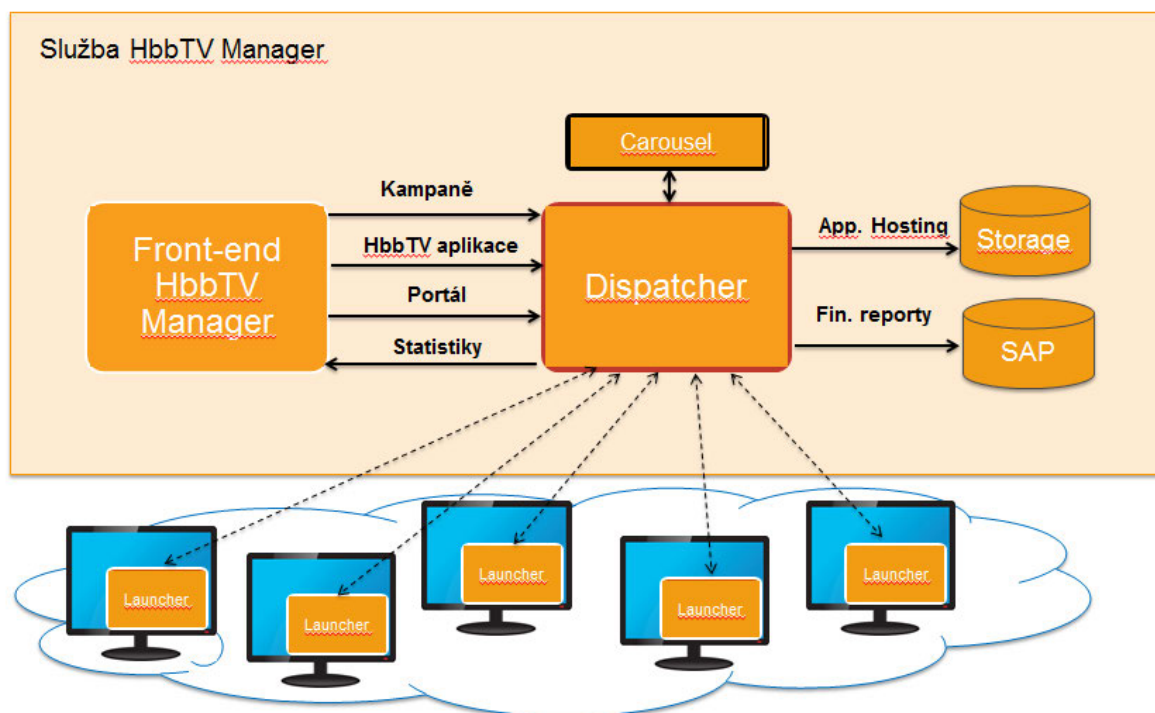 Služba HbbTV Manager
Carousel
Kampaně
HbbTV aplikace
Portál
Statistiky
Front-end
HbbTV
Manager
Dispatcher
App. Hosting
Storage
Fin. reporty
SAP
Launcher
Launcher
Launcher
Launcher
Launcher